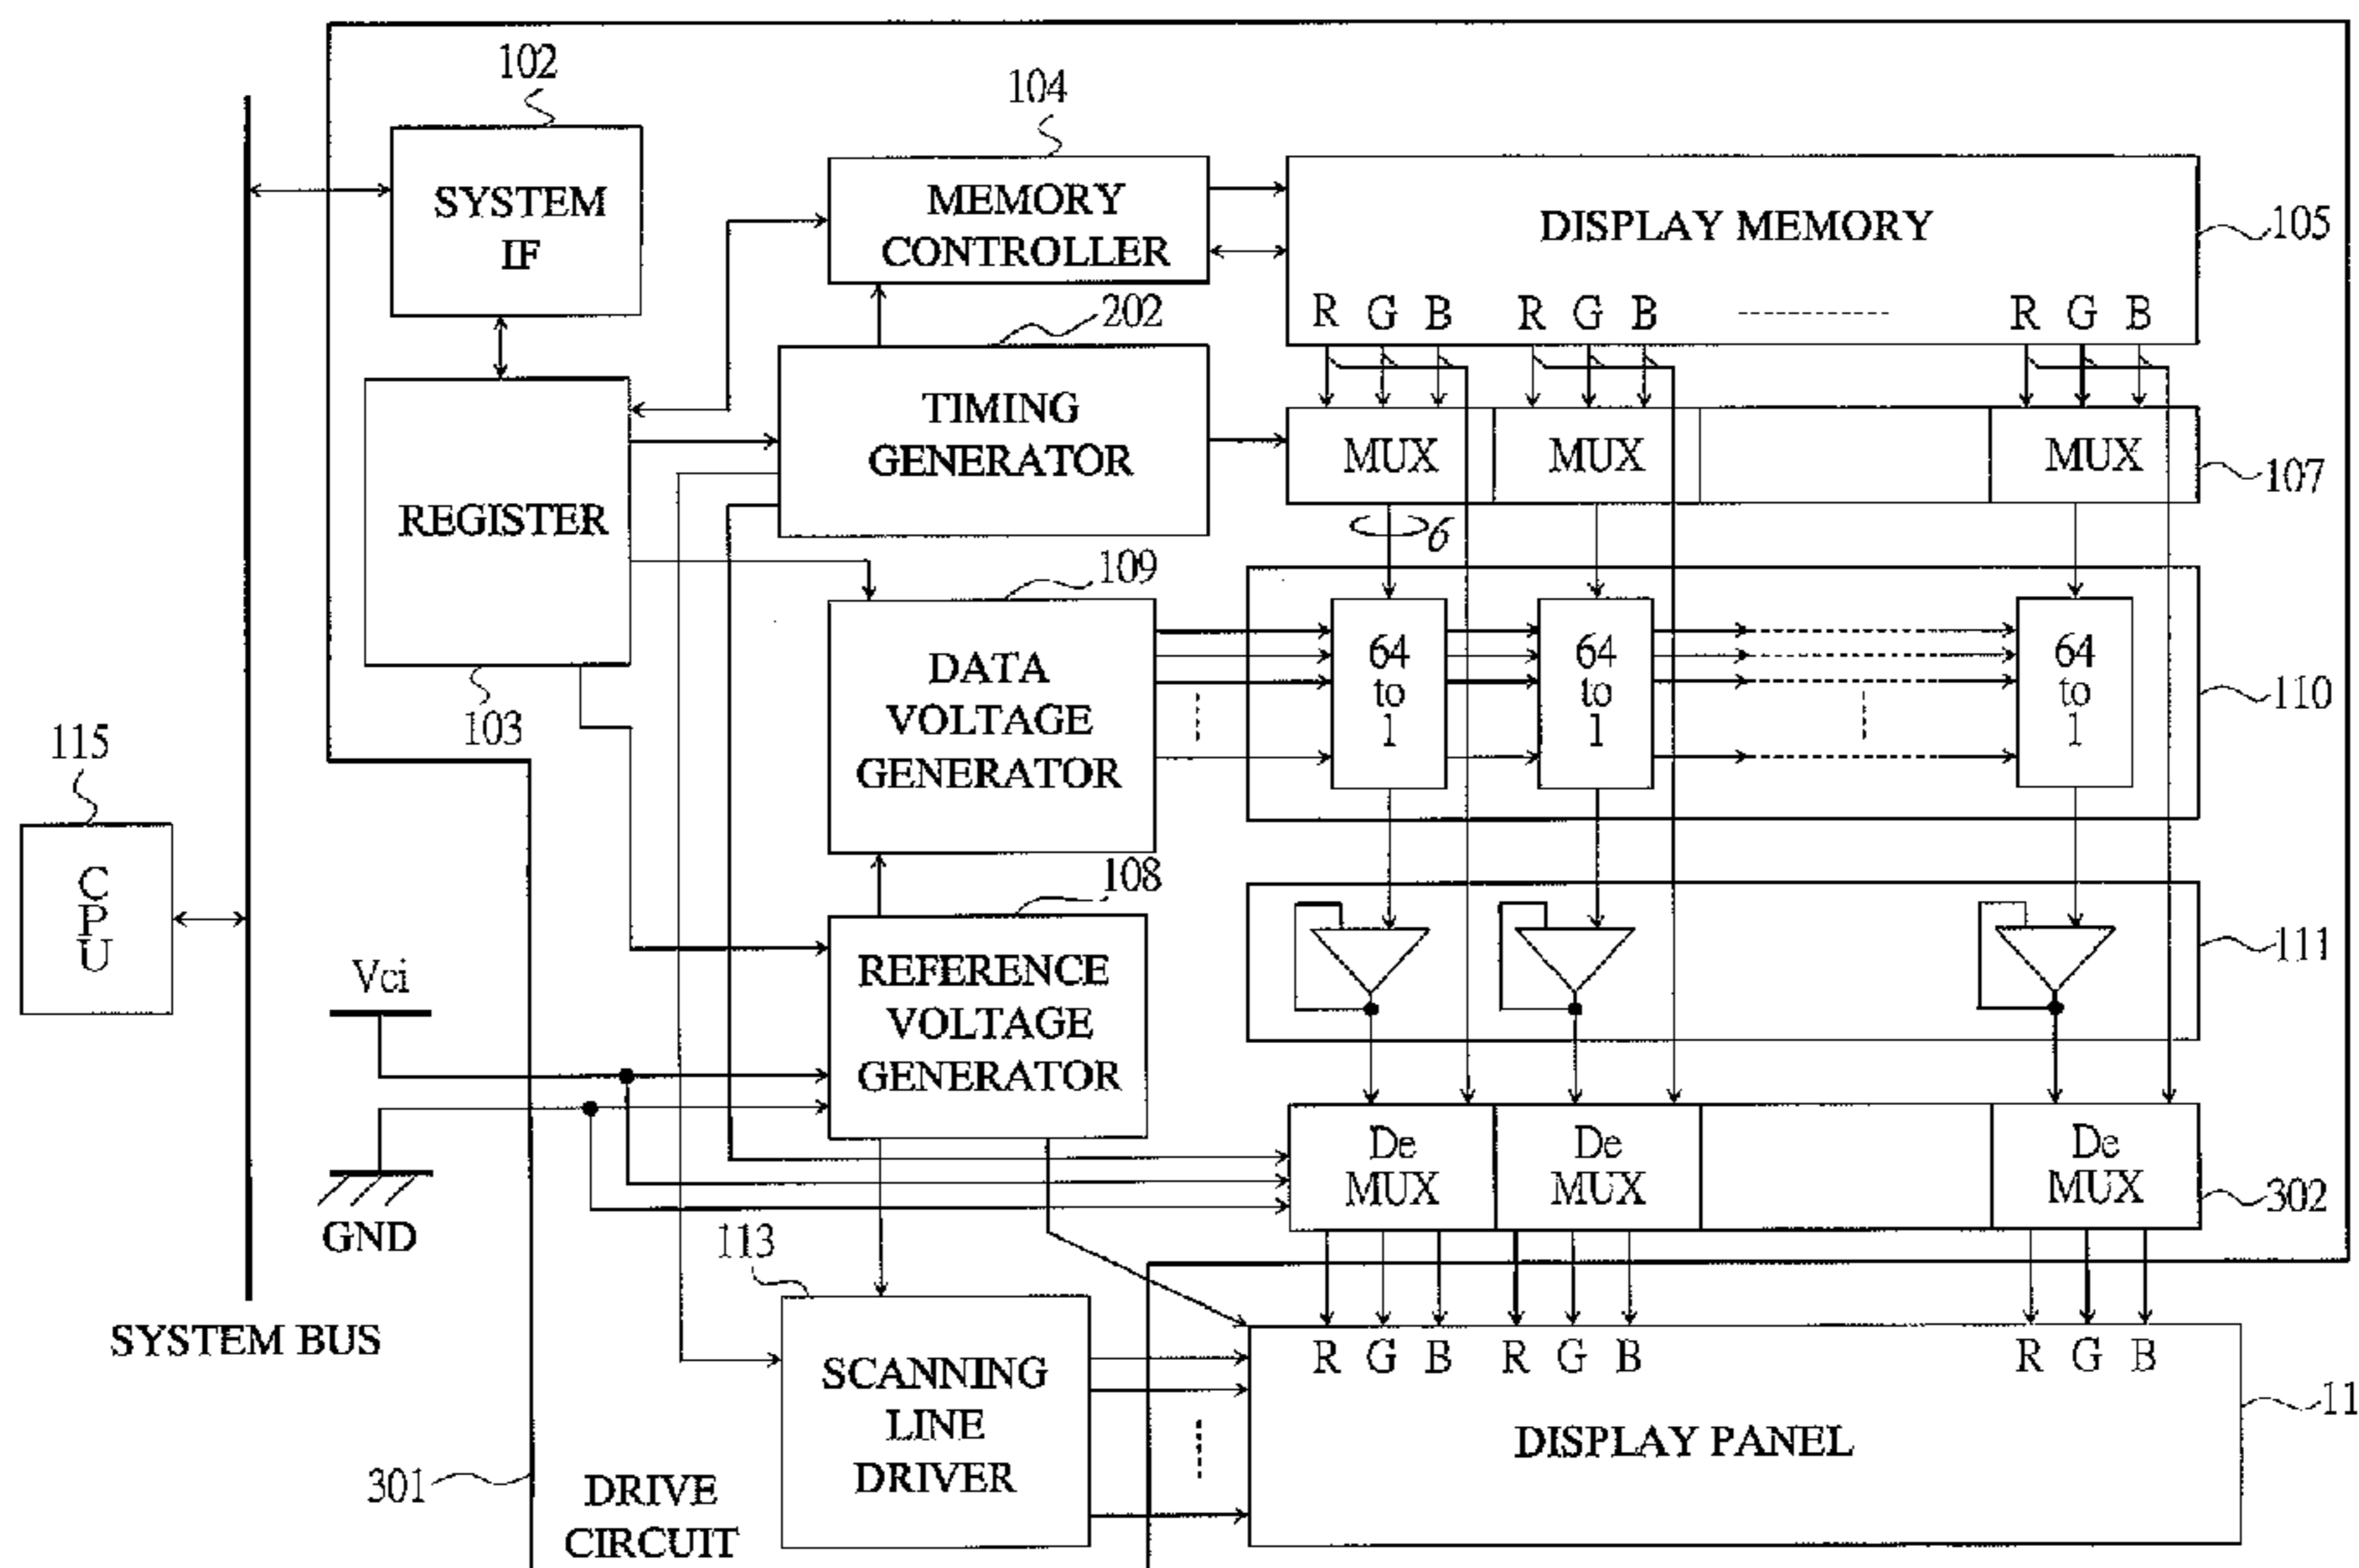 102
104
SYSTEM
IF
MEMORY
CONTROLLER
DISPLAY MEMORY
105
R G B R G B R G B
202
TIMING
GENERATOR
MUX MUX MUX
107
REGISTER
6
103
109
DATA
VOLTAGE
GENERATOR
64
to
1
64
to
1
64
to
1
110
115
C
P
U
108
REFERENCE
VOLTAGE
GENERATOR
111
Vci
GND
De
MUX
De
MUX
De
MUX
302
113
SYSTEM BUS
SCANNING
LINE
DRIVER
R G B R G B R G B
DISPLAY PANEL
11
301
DRIVE
CIRCUIT